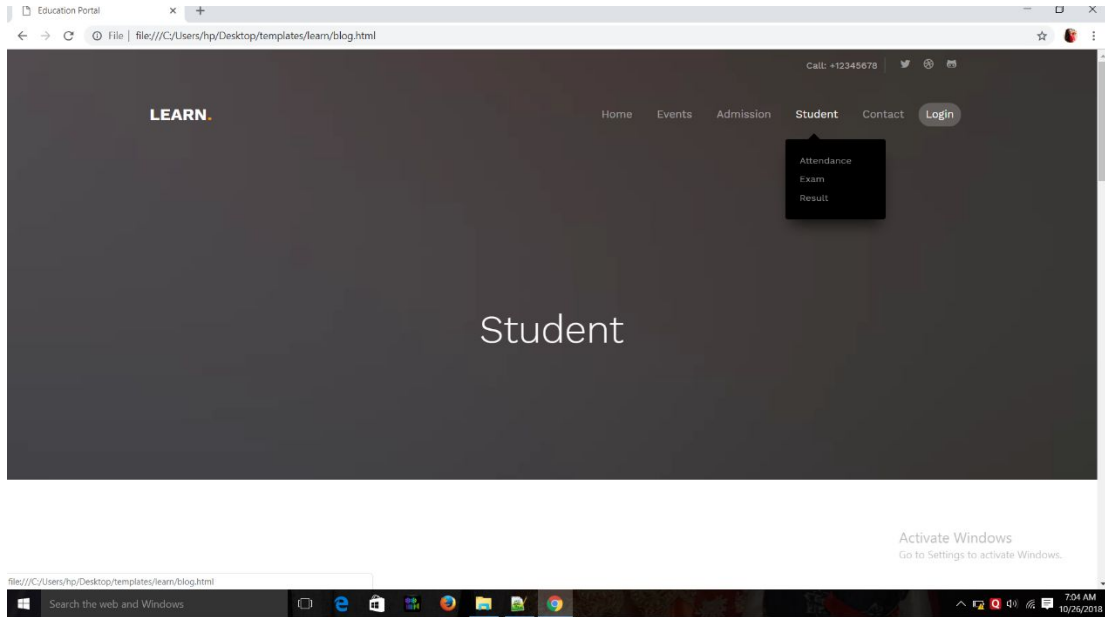 Education Portal
File | file:///C:/Users/hp/Desktop/templates/learn/blog.html
Call: +12345678
LEARN.
Home Events Admission Student Contact Login
Attendance
Exam
Result
Student
Activate Windows
Go to Settings to activate Windows.
file:///C:/Users/hp/Desktop/templates/learn/blog.html
Search the web and Windows
7:04 AM
10/26/2018